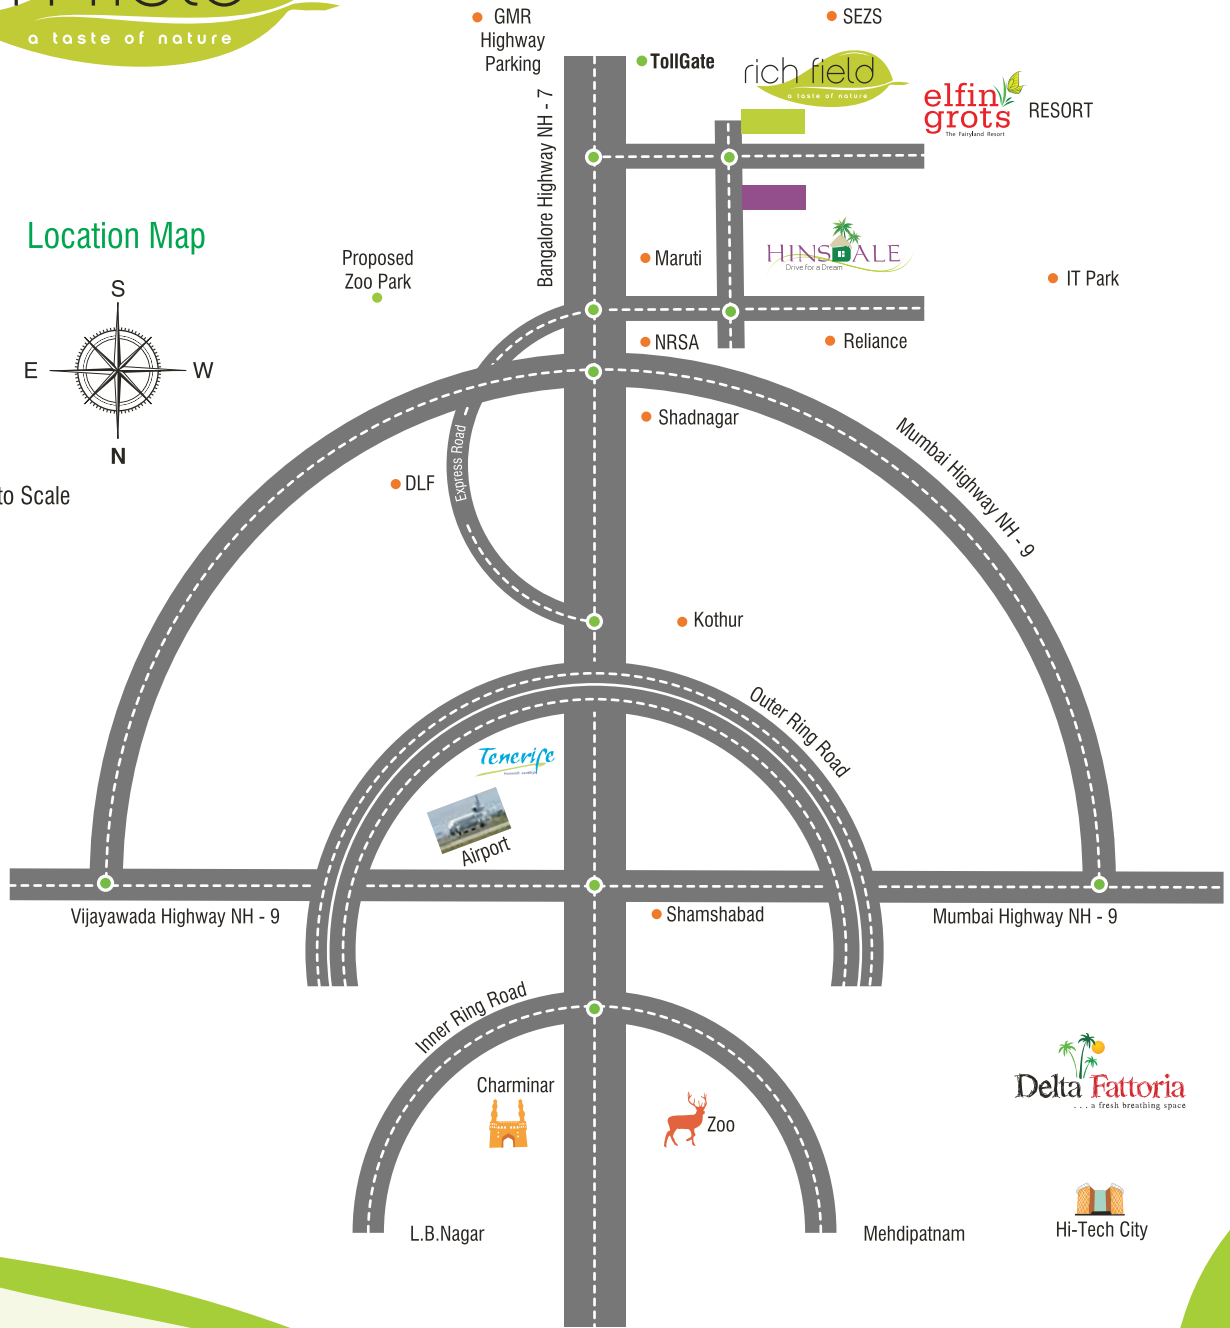 a taste of nature
GMR
Highway
Parking
SEZS
TollGate
rich field
a taste of nature
elfin
grots
The Fairyland Resort
RESORT
Bangalore Highway NH - 7
Location Map
S
E
W
N
to Scale
Proposed
Zoo Park
Maruti
HINSDALE
Drive for a Dream
IT Park
NRSA
Reliance
Shadnagar
Mumbai Highway NH - 9
Express Road
DLF
Kothur
Outer Ring Road
Tenerife
Airport
Vijayawada Highway NH - 9
Shamshabad
Mumbai Highway NH - 9
Inner Ring Road
Charminar
Zoo
Delta Fattoria
. . . a fresh breathing space
L.B.Nagar
Mehdipatnam
Hi-Tech City